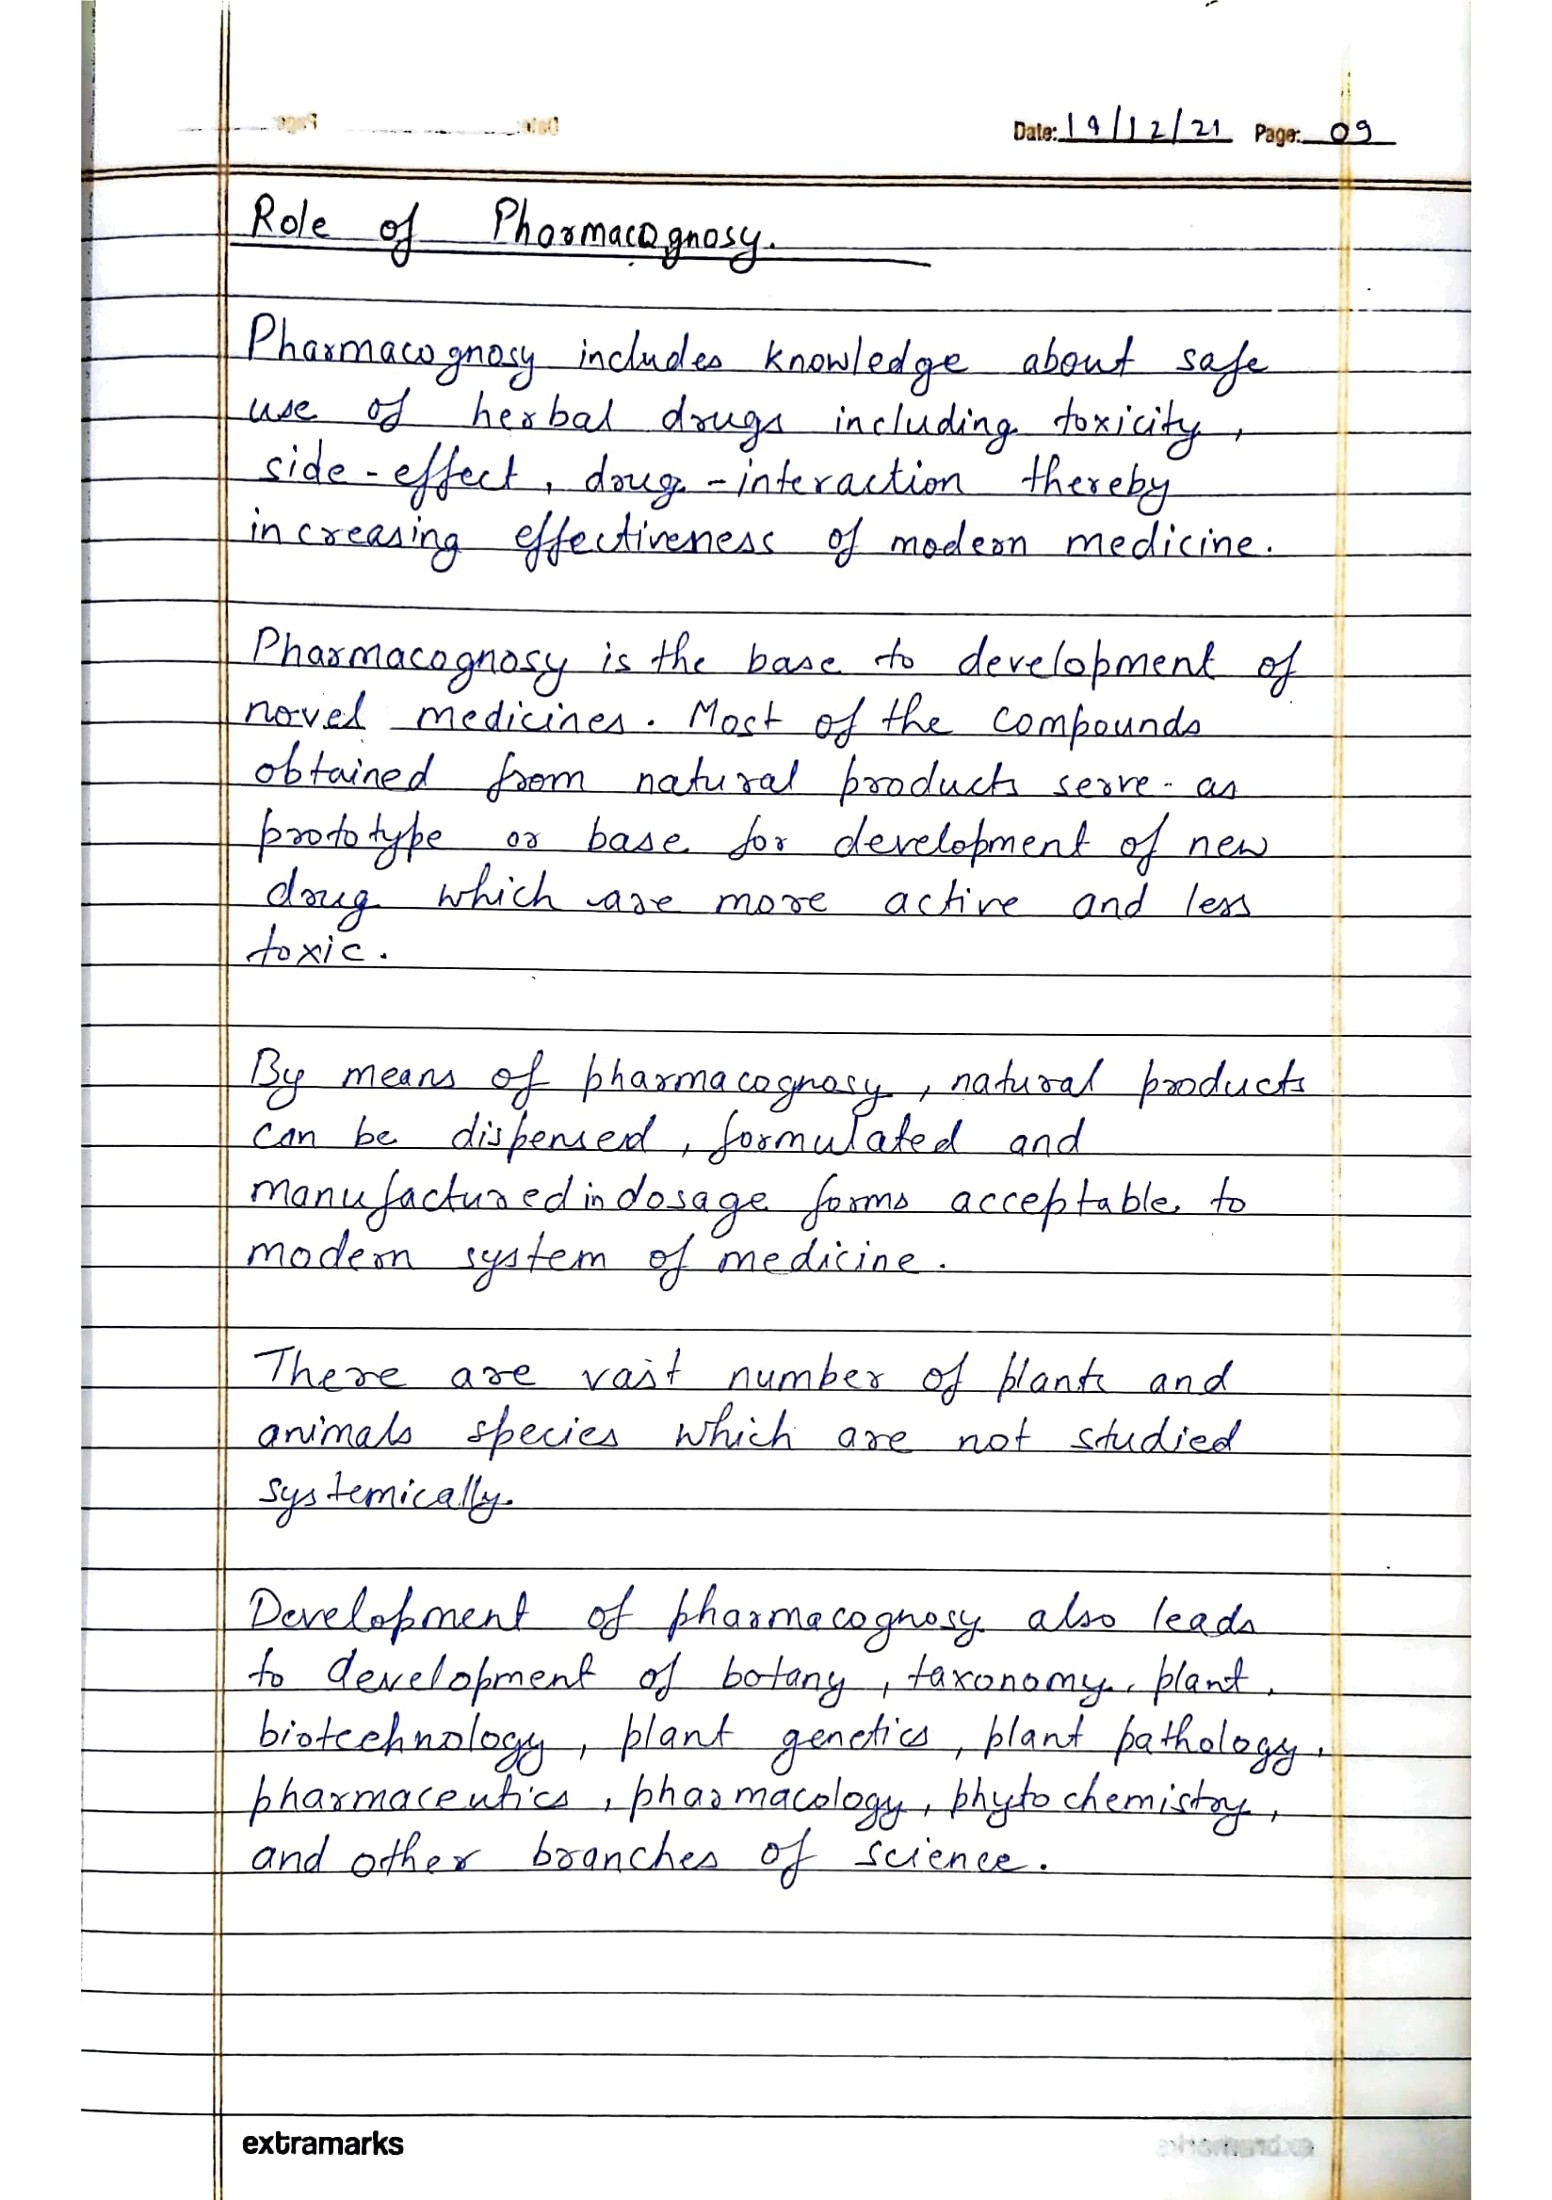 Date: 19/12/21 Page: 09
Role of Pharmacognosy.
Pharmacognosy includes knowledge about safe
use of herbal drugs including toxicity,
side-effect, drug-interaction thereby
increasing effectiveness of modern medicine.
Pharmacognosy is the base to development of
novel medicines. Most of the compounds
obtained from natural products serve as
prototype or base for development of new
drug which are more active and less
toxic.
By means of pharmacognosy, natural products
can be dispensed, formulated and
manufactured in dosage forms acceptable to
modern system of medicine.
There are vast number of plants and
animals species which are not studied
systemically.
Development of pharmacognosy also leads
to development of botany, taxonomy, plant
biotechnology, plant genetics, plant pathology,
pharmaceutics, pharmacology, phytochemistry,
and other branches of science.
extramarks